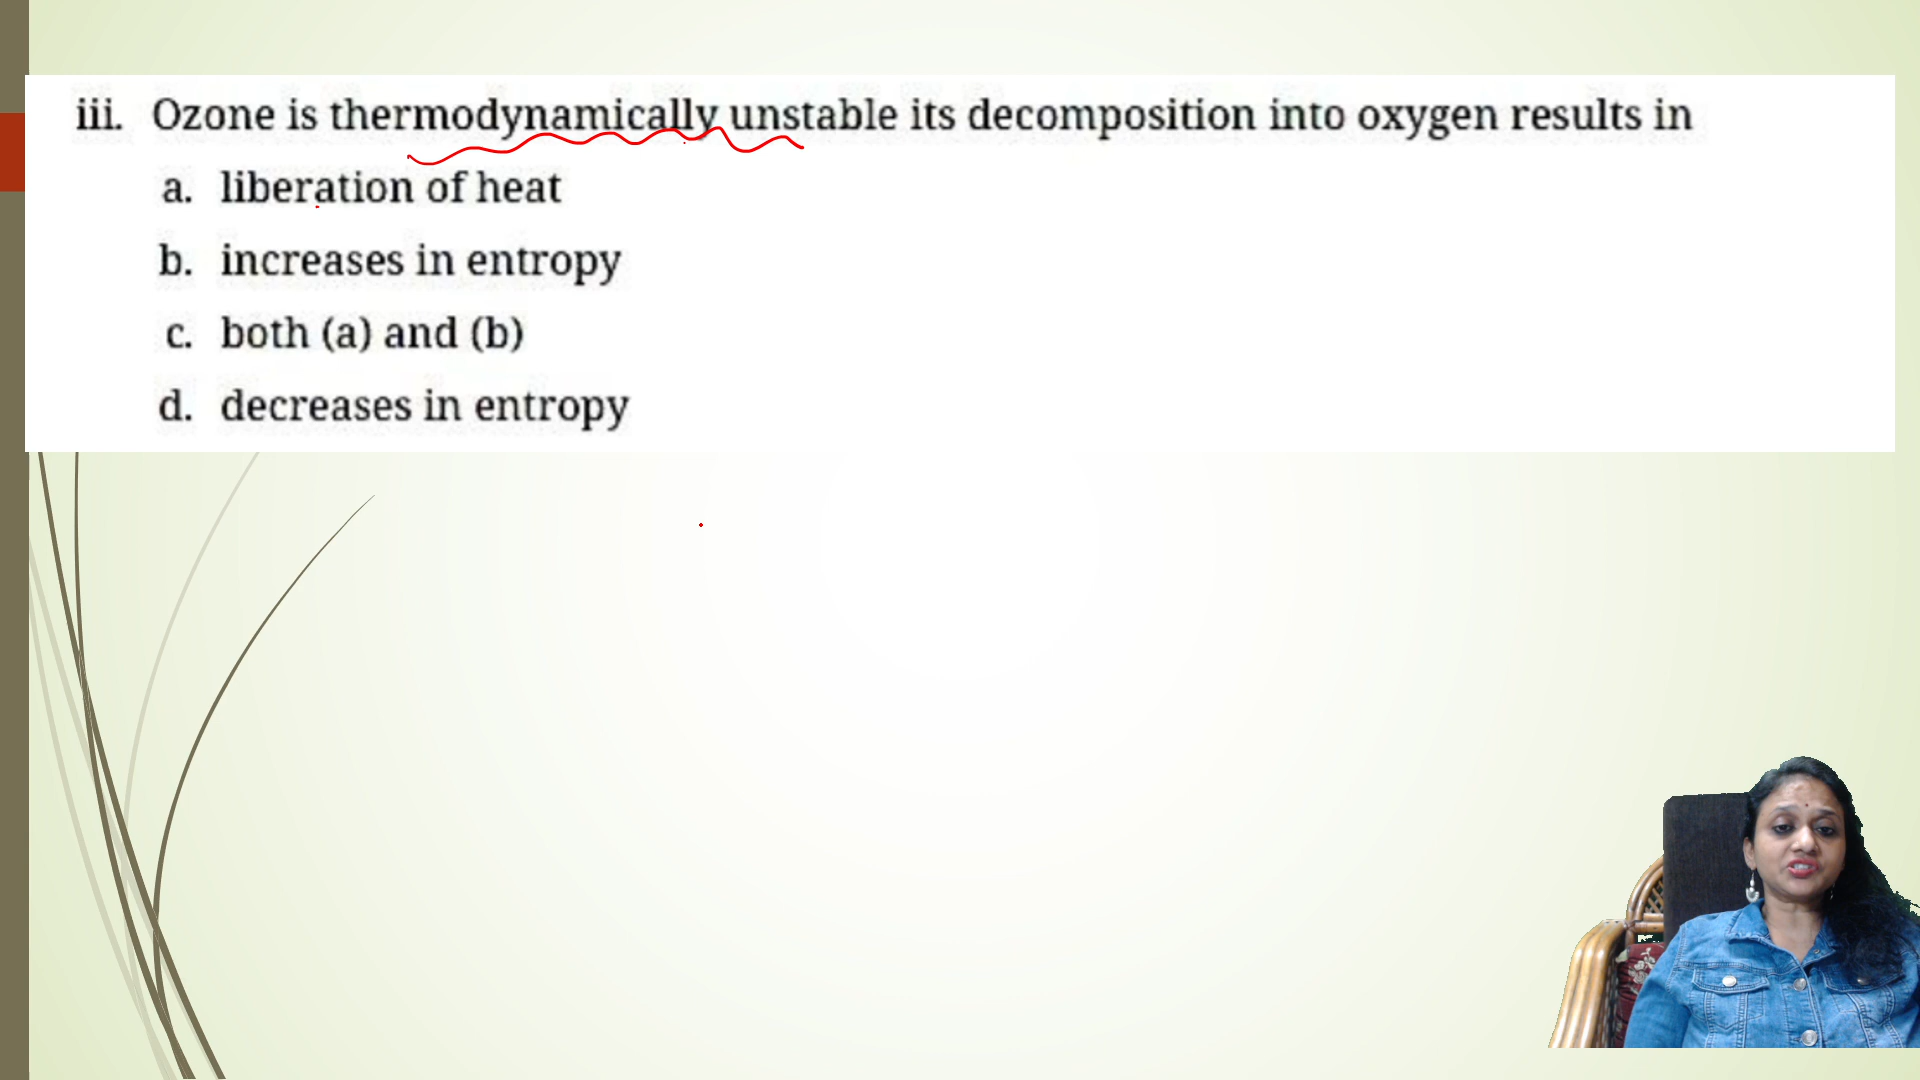 iii. Ozone is thermodynamically unstable its decomposition into oxygen results in
a. liberation of heat
b. increases in entropy
c. both (a) and (b)
d. decreases in entropy